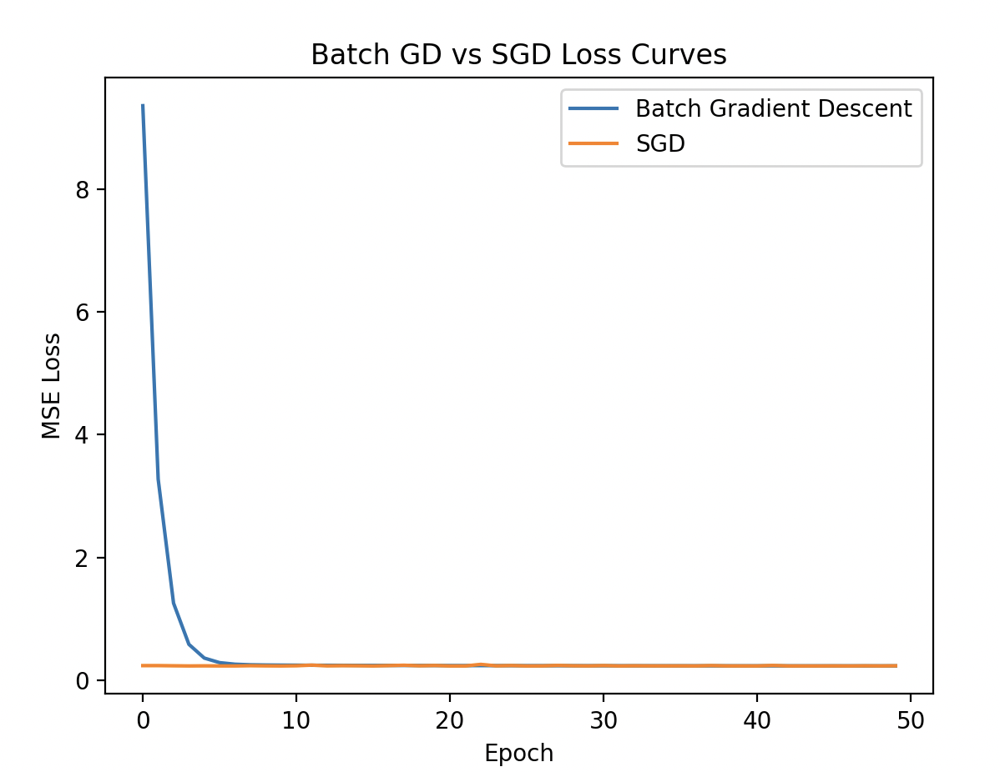 Batch GD vs SGD Loss Curves
Batch Gradient Descent
SGD
MSE Loss
8
6
4
2
0
0 10 20 30 40 50
Epoch